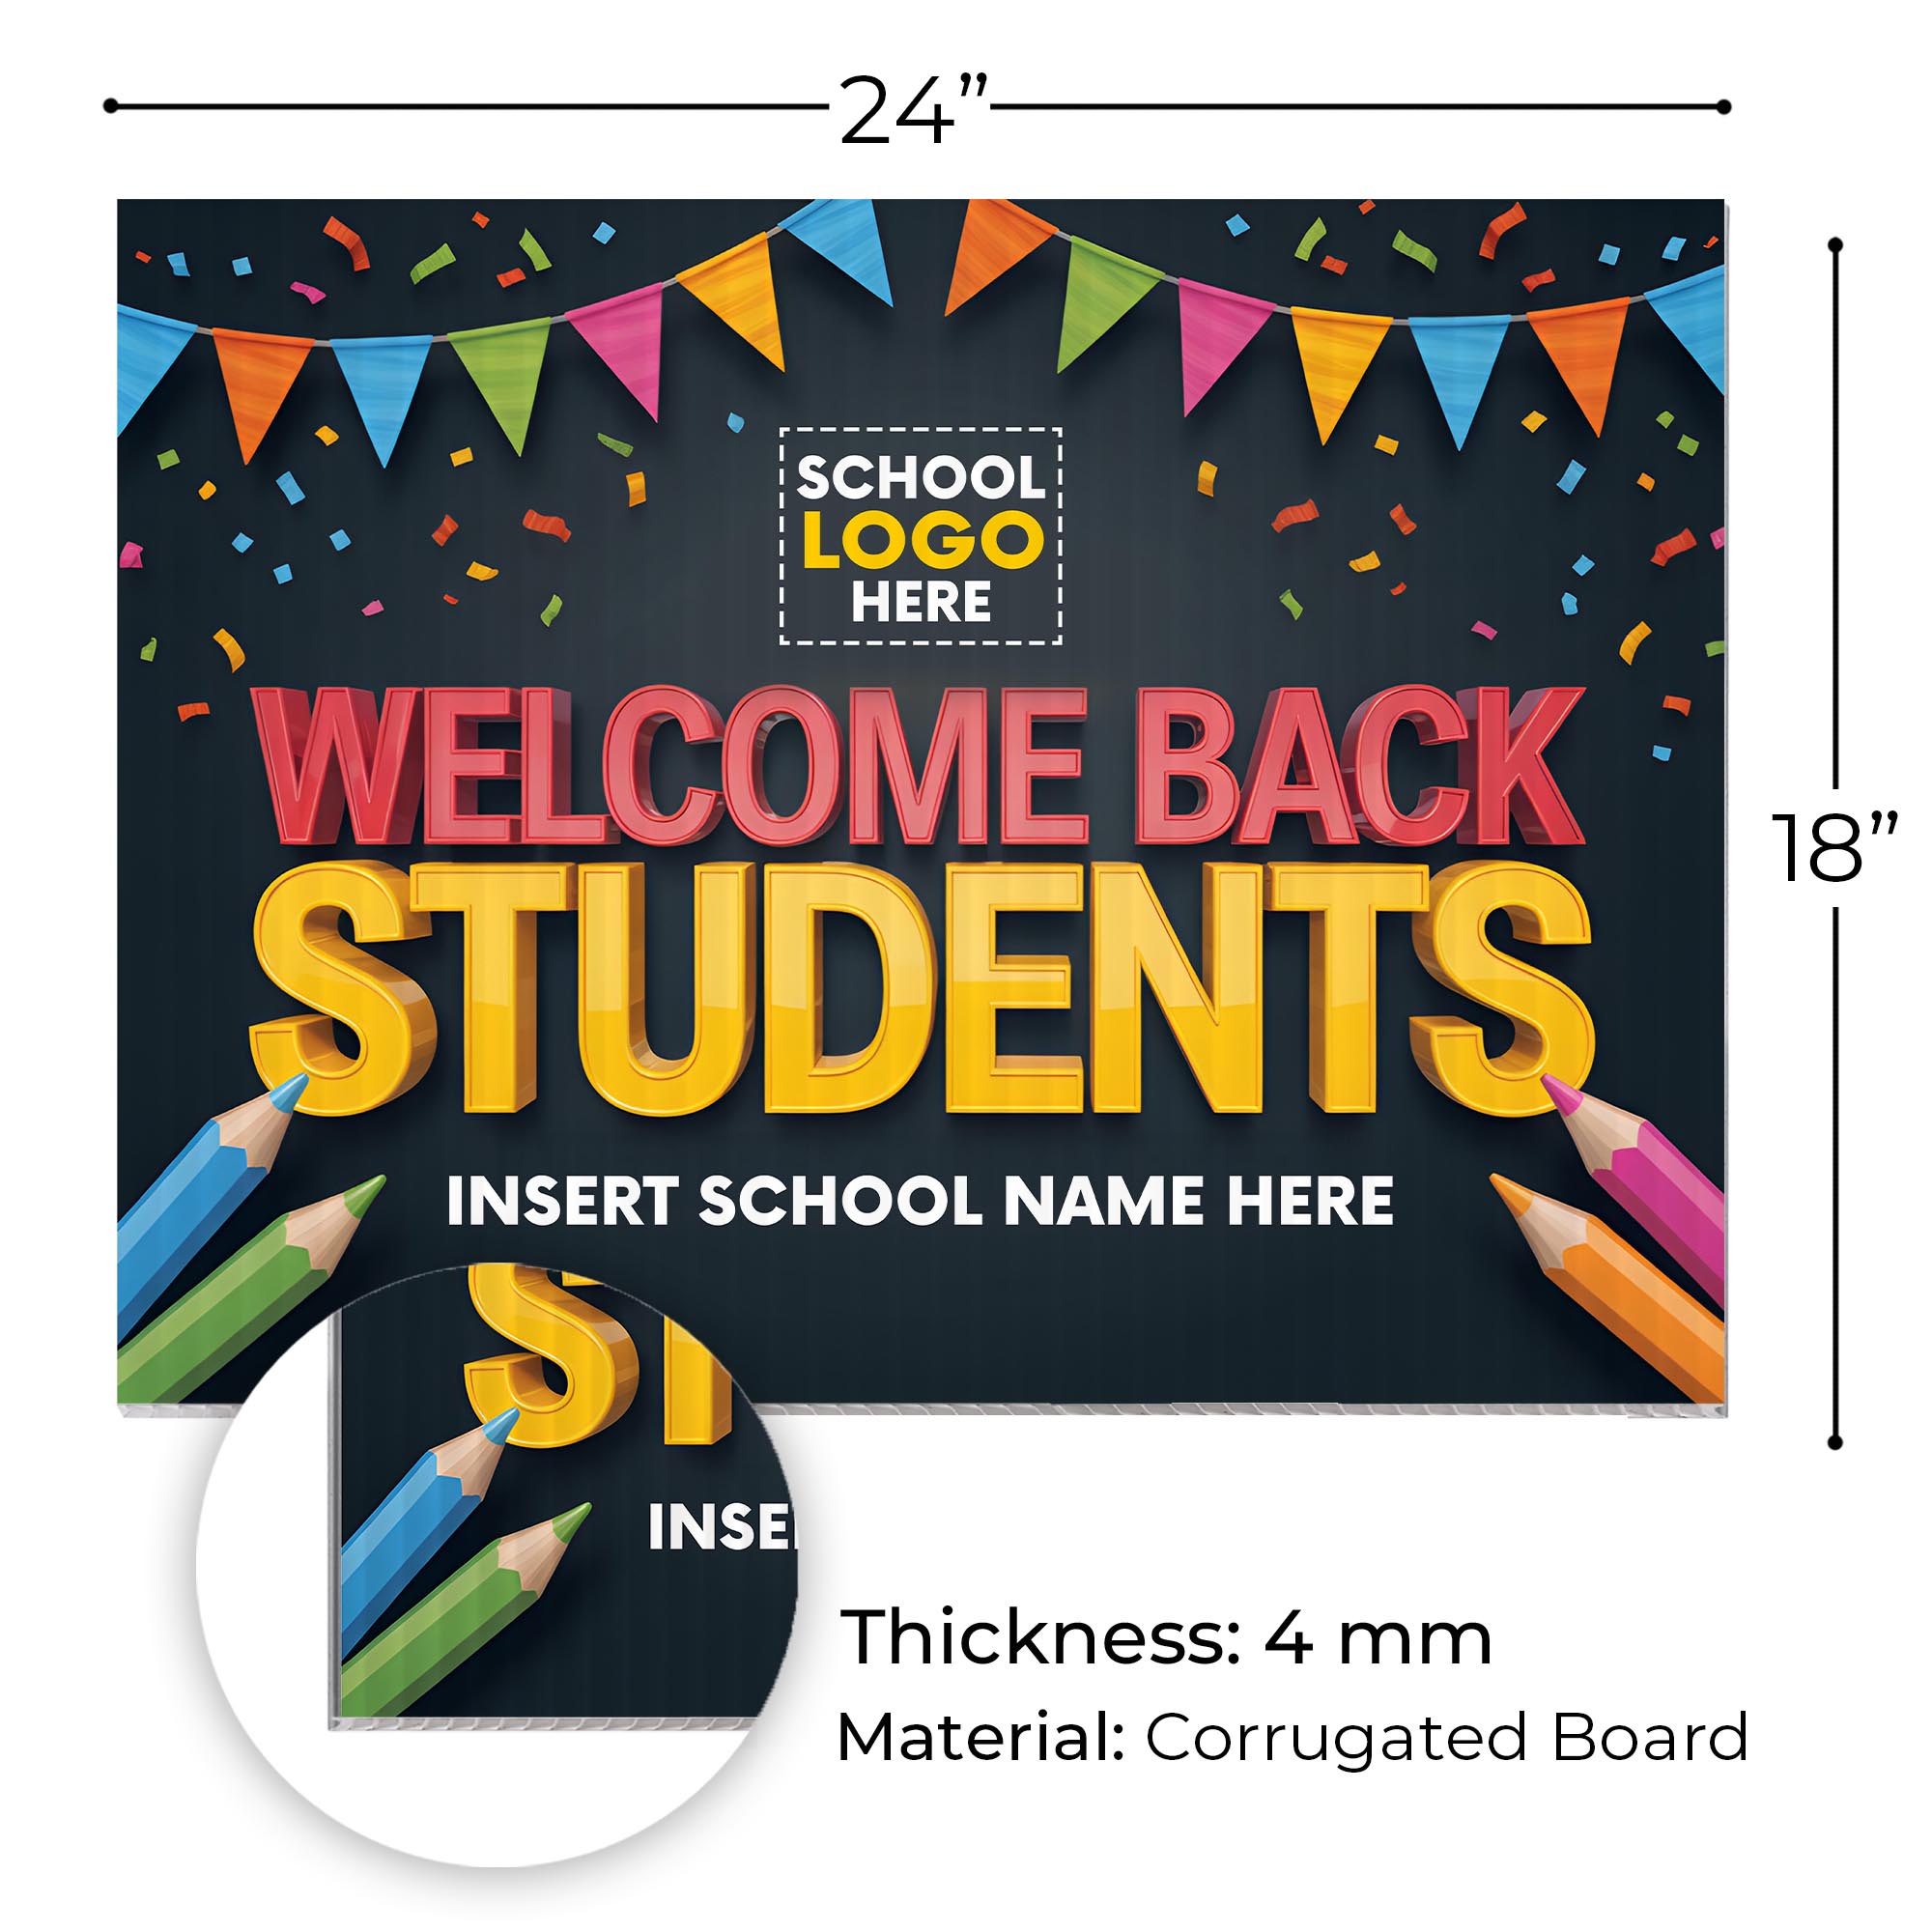 24”
SCHOOL
LOGO
HERE
WELCOME BACK
18”
STUDENTS
INSERT SCHOOL NAME HERE
ST
INSE
Thickness: 4 mm
Material: Corrugated Board